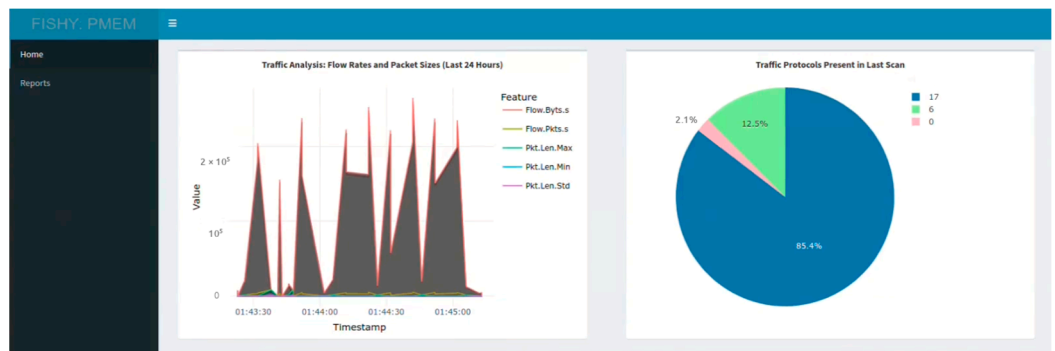 FISHY. PMEM
Home
Reports
Traffic Analysis: Flow Rates and Packet Sizes (Last 24 Hours)
Feature
Flow.Byts.s
Flow.Pkts.s
Pkt.Len.Max
Pkt.Len.Min
Pkt.Len.Std
Value
2 × 10⁵
10⁵
0
01:43:30 01:44:00 01:44:30 01:45:00
Timestamp
Traffic Protocols Present in Last Scan
17
6
0
2.1%
12.5%
85.4%